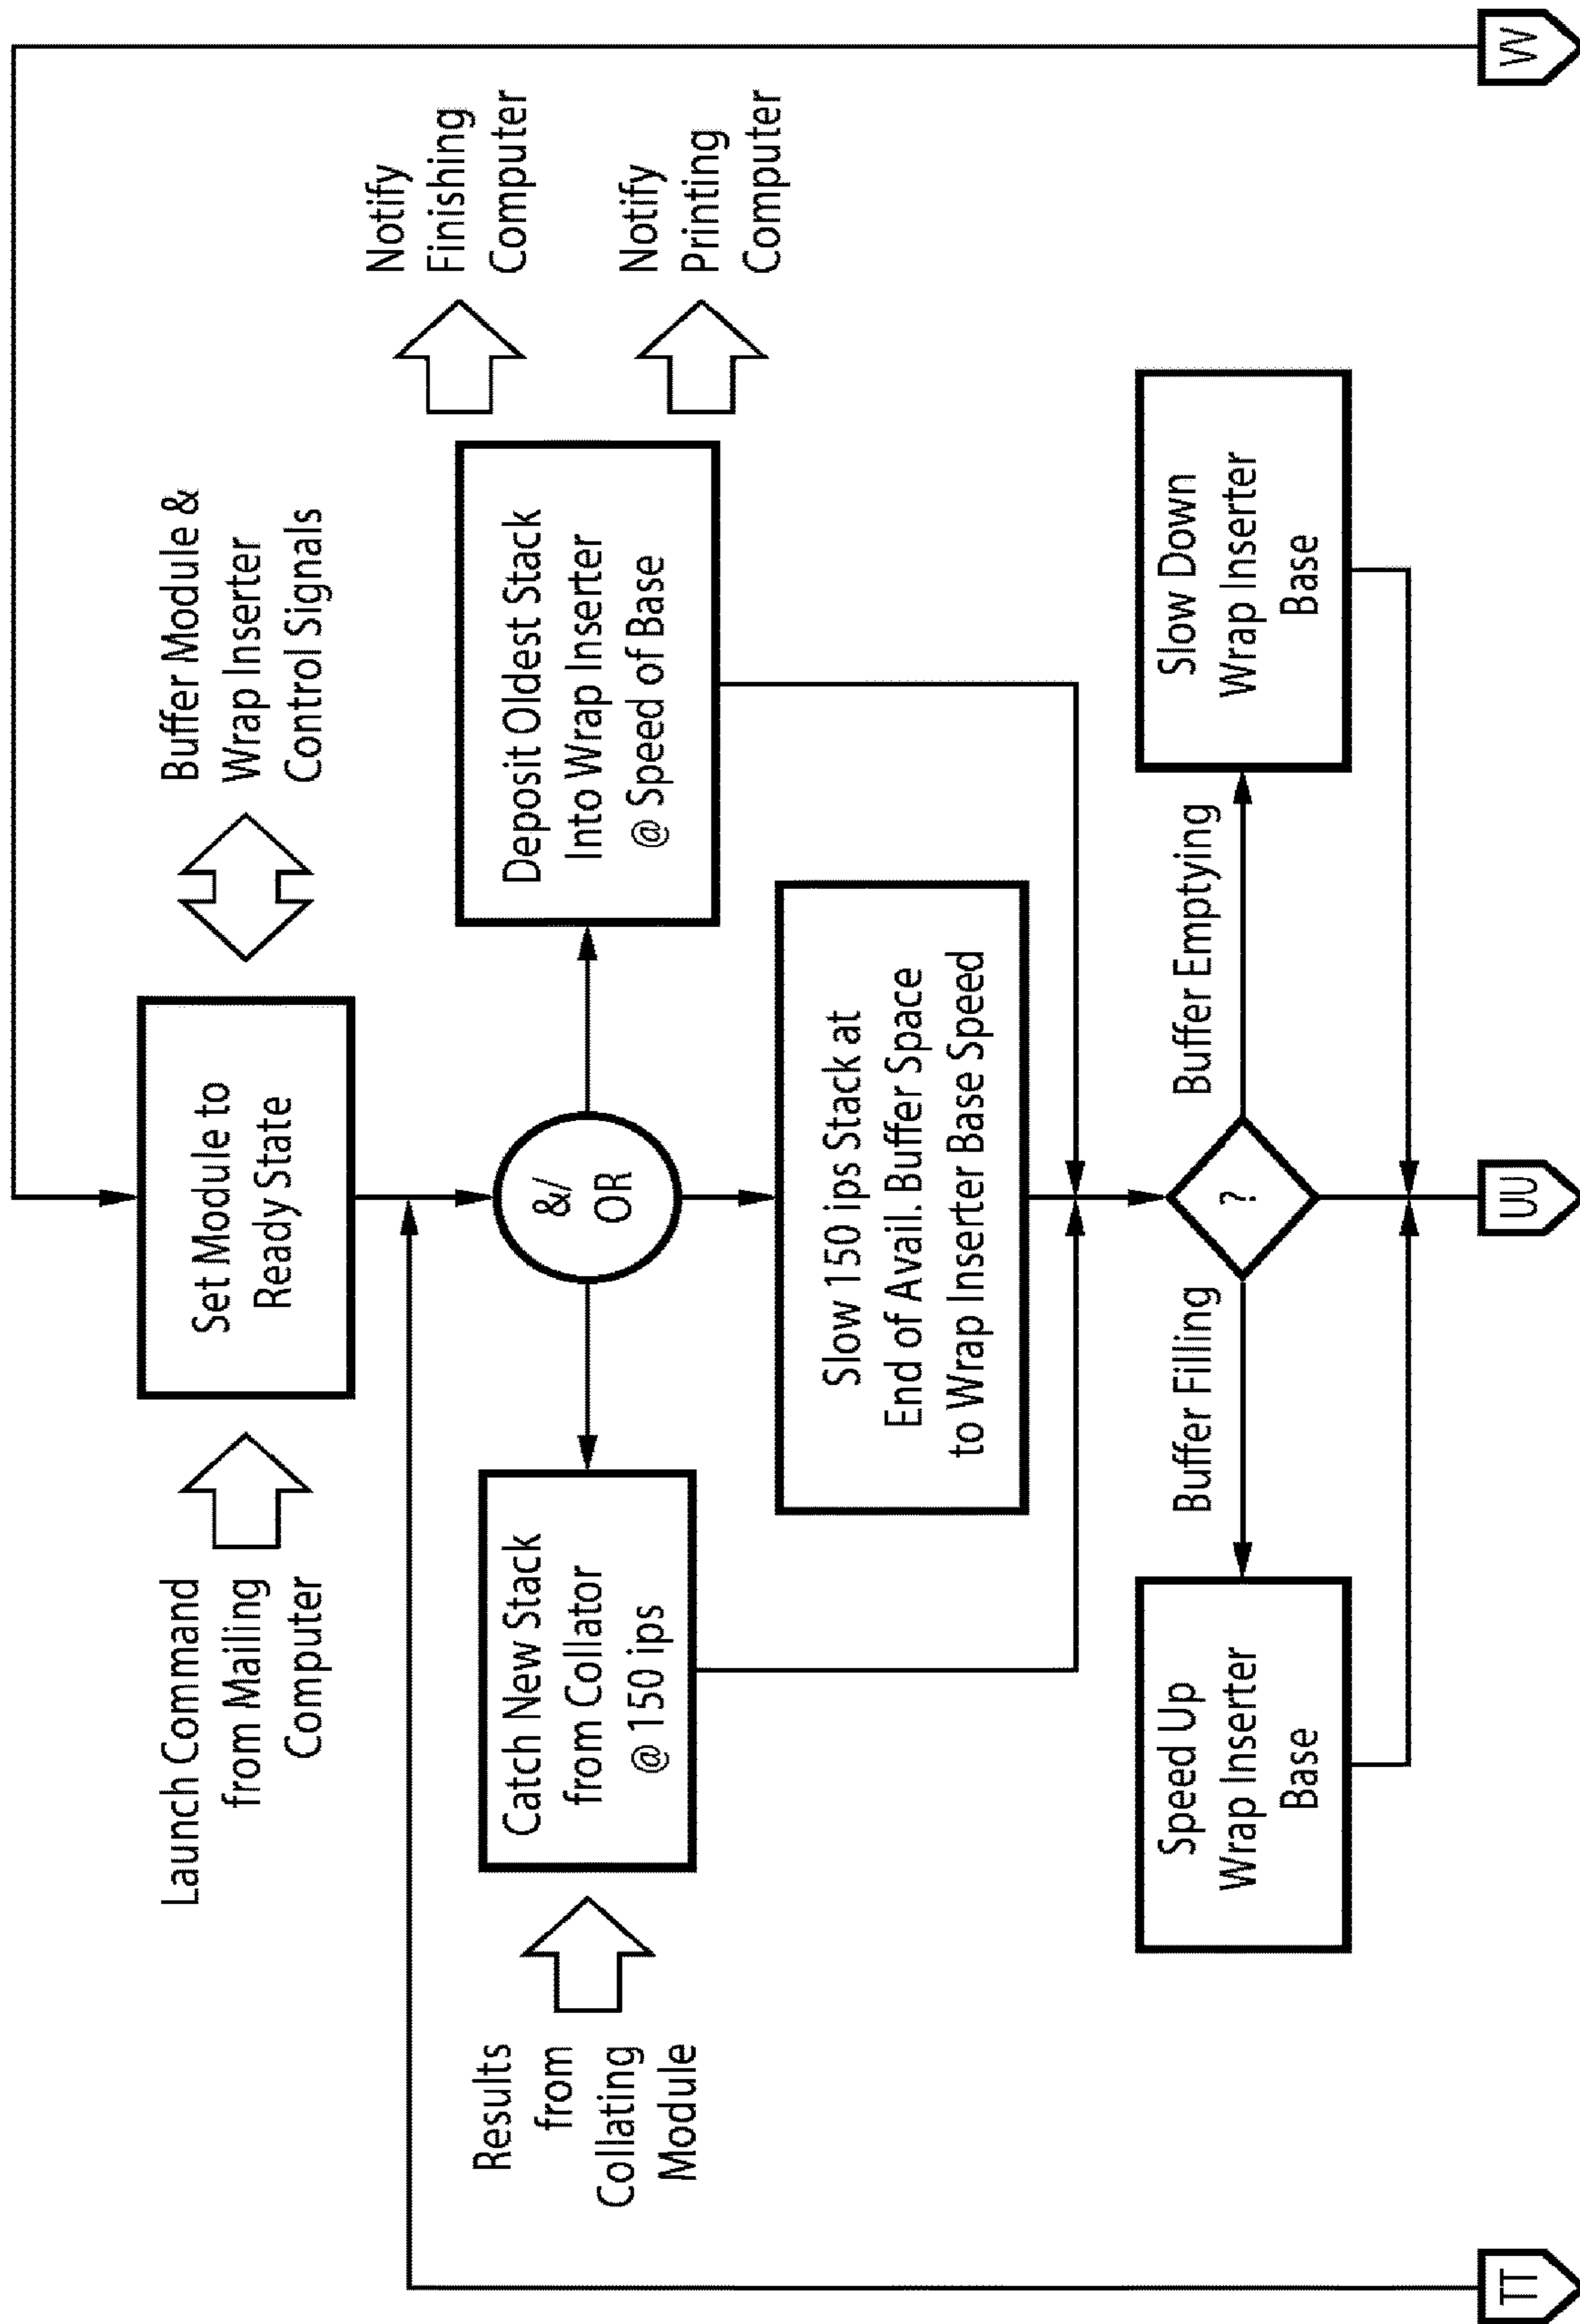 Launch Command
from Mailing
Computer
Set Module to
Ready State
Buffer Module &
Wrap Inserter
Control Signals
Results
from
Collating
Module
Catch New Stack
from Collator
@ 150 ips
&/
OR
Deposit Oldest Stack
Into Wrap Inserter
@ Speed of Base
Notify
Finishing
Computer
Notify
Printing
Computer
Slow 150 ips Stack at
End of Avail. Buffer Space
to Wrap Inserter Base Speed
Buffer Filling
?
Buffer Emptying
Speed Up
Wrap Inserter
Base
Slow Down
Wrap Inserter
Base
TT
UU
VV